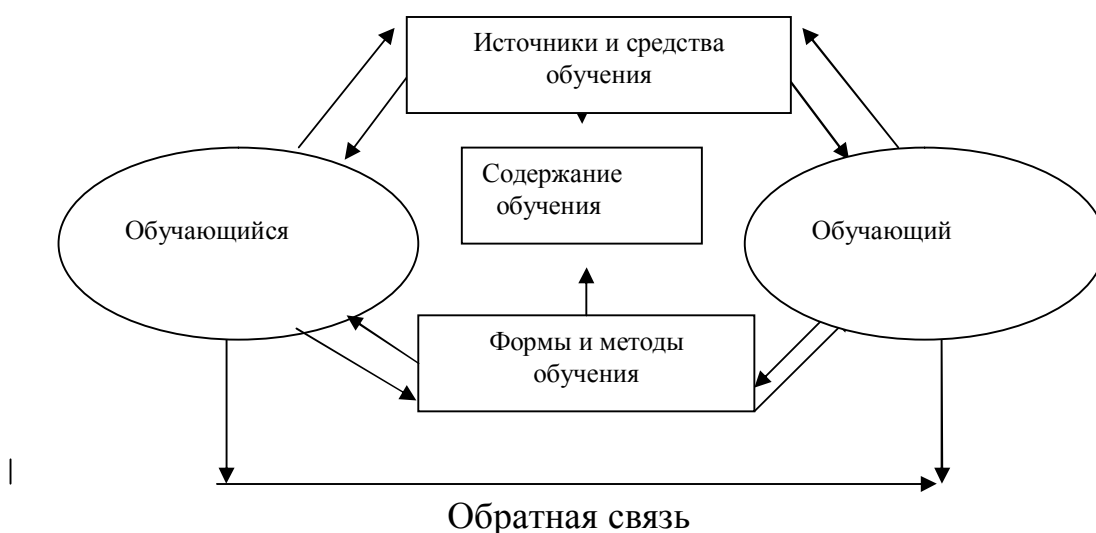 Источники и средства
обучения
Содержание
обучения
Обучающийся
Обучающий
Формы и методы
обучения
Обратная связь